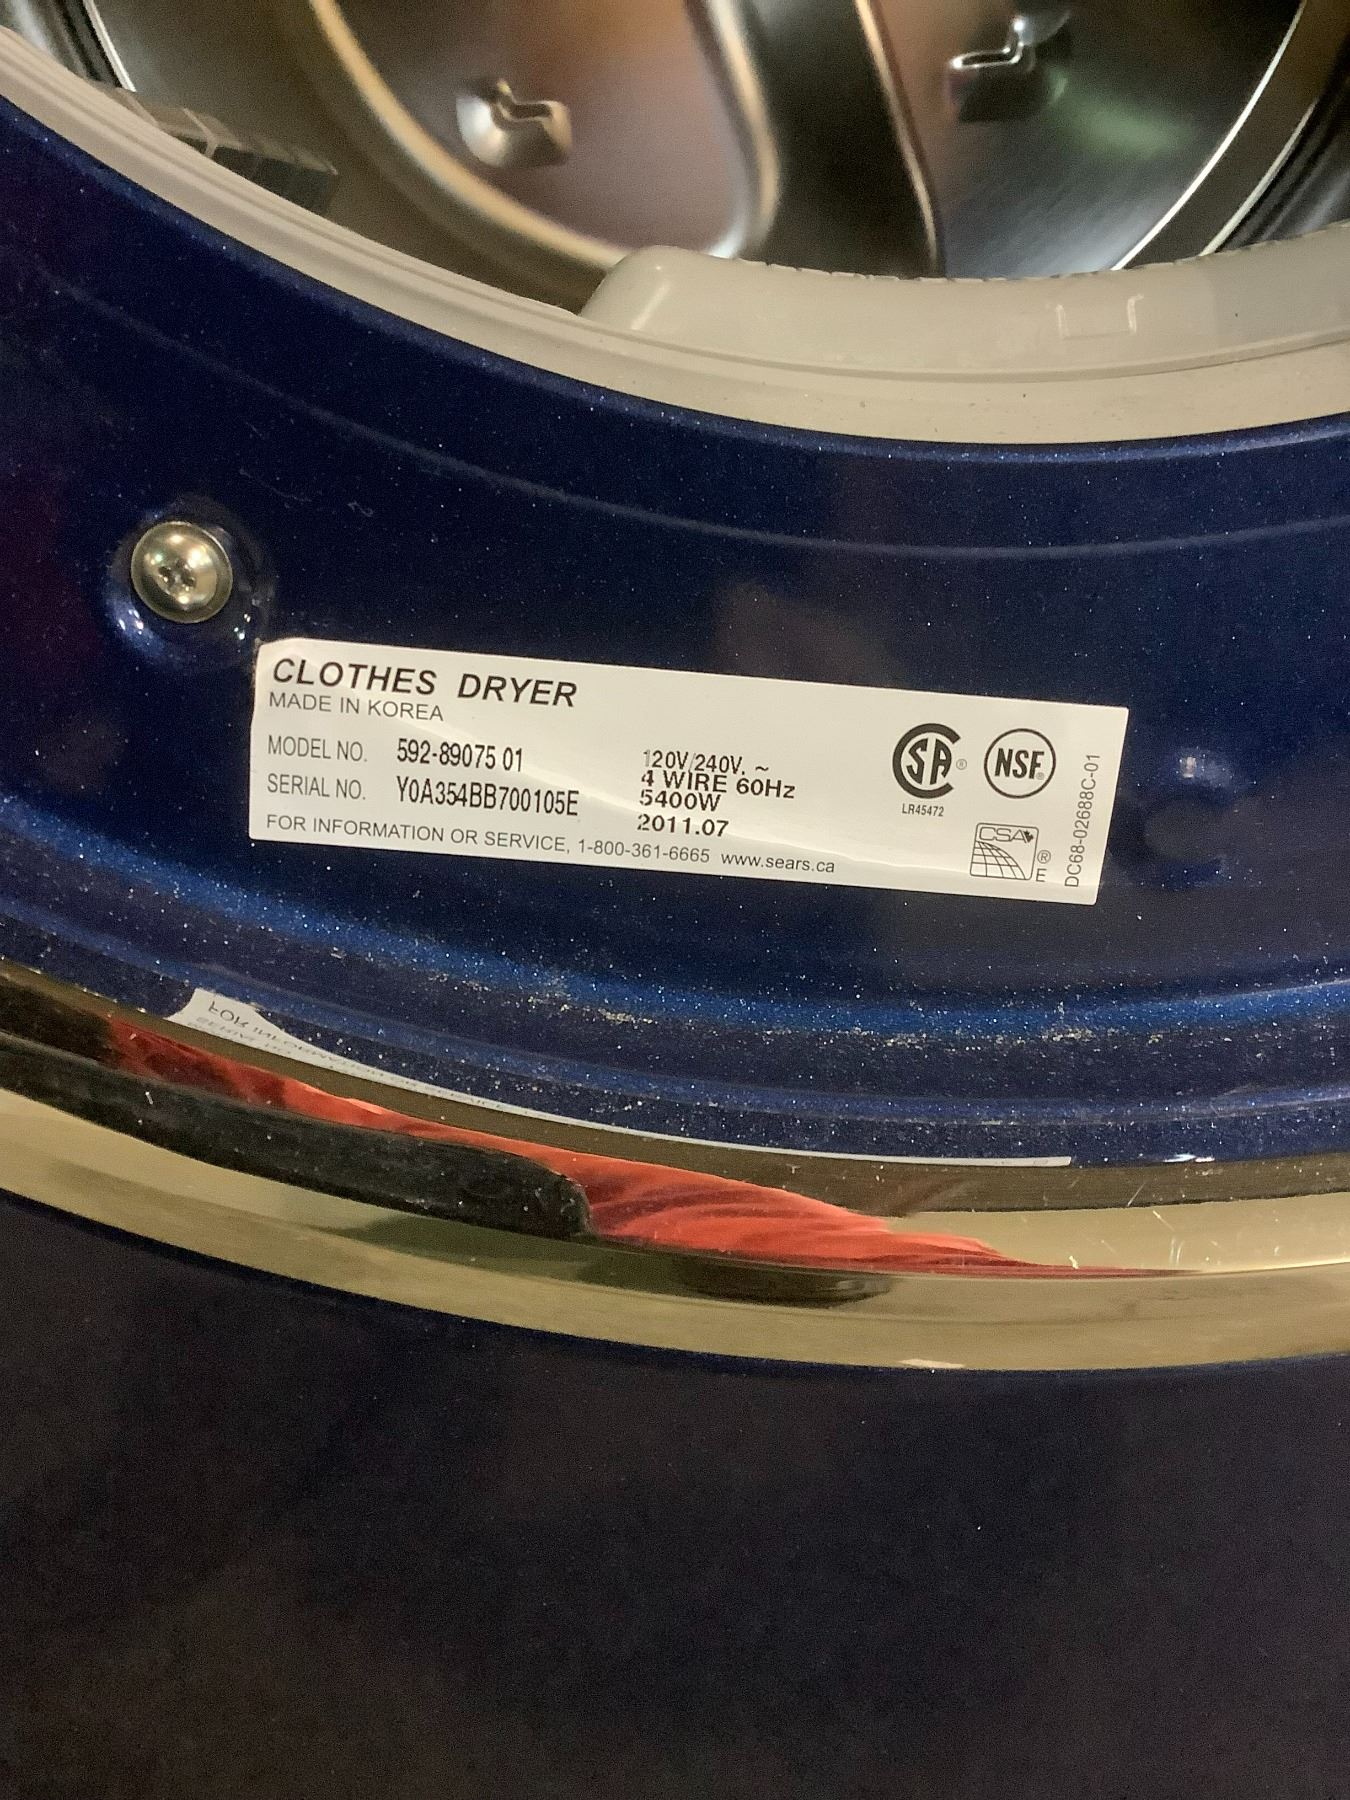 CLOTHES DRYER
MADE IN KOREA
MODEL NO. 592-89075 01
SERIAL NO. Y0A354BB700105E
120V/240V. ~
4 WIRE 60Hz
5400W
2011.07
FOR INFORMATION OR SERVICE, 1-800-361-6665 www.sears.ca
SA ®
LR45472
NSF®
CSA
® E
DC68-02688C-01